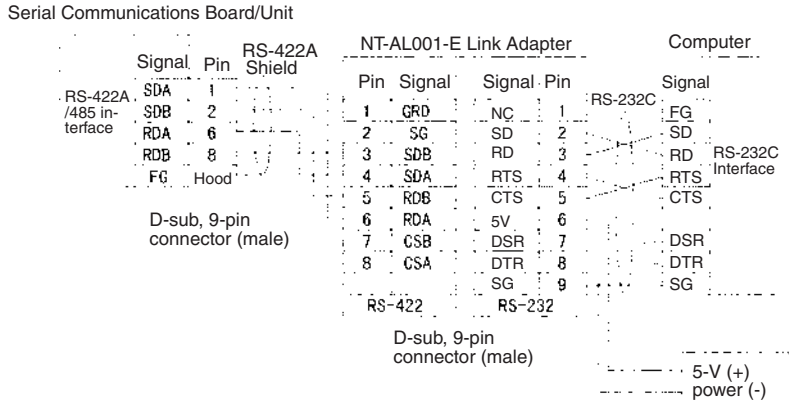 Serial Communications Board/Unit
RS-422A
/485 in-
terface
Signal Pin
SDA 1
SDB 2
RDA 6
RDB 8
FG Hood
D-sub, 9-pin
connector (male)
RS-422A
Shield
NT-AL001-E Link Adapter
Pin Signal Signal Pin
1 GRD NC 1
2 SG SD 2
3 SDB RD 3
4 SDA RTS 4
5 RDB CTS 5
6 RDA 5V 6
7 CSB DSR 7
8 CSA DTR 8
SG 9
RS-422 RS-232
D-sub, 9-pin
connector (male)
RS-232C
Computer
Signal
FG
SD
RD
RTS
CTS
DSR
DTR
SG
RS-232C
Interface
5-V (+)
power (-)